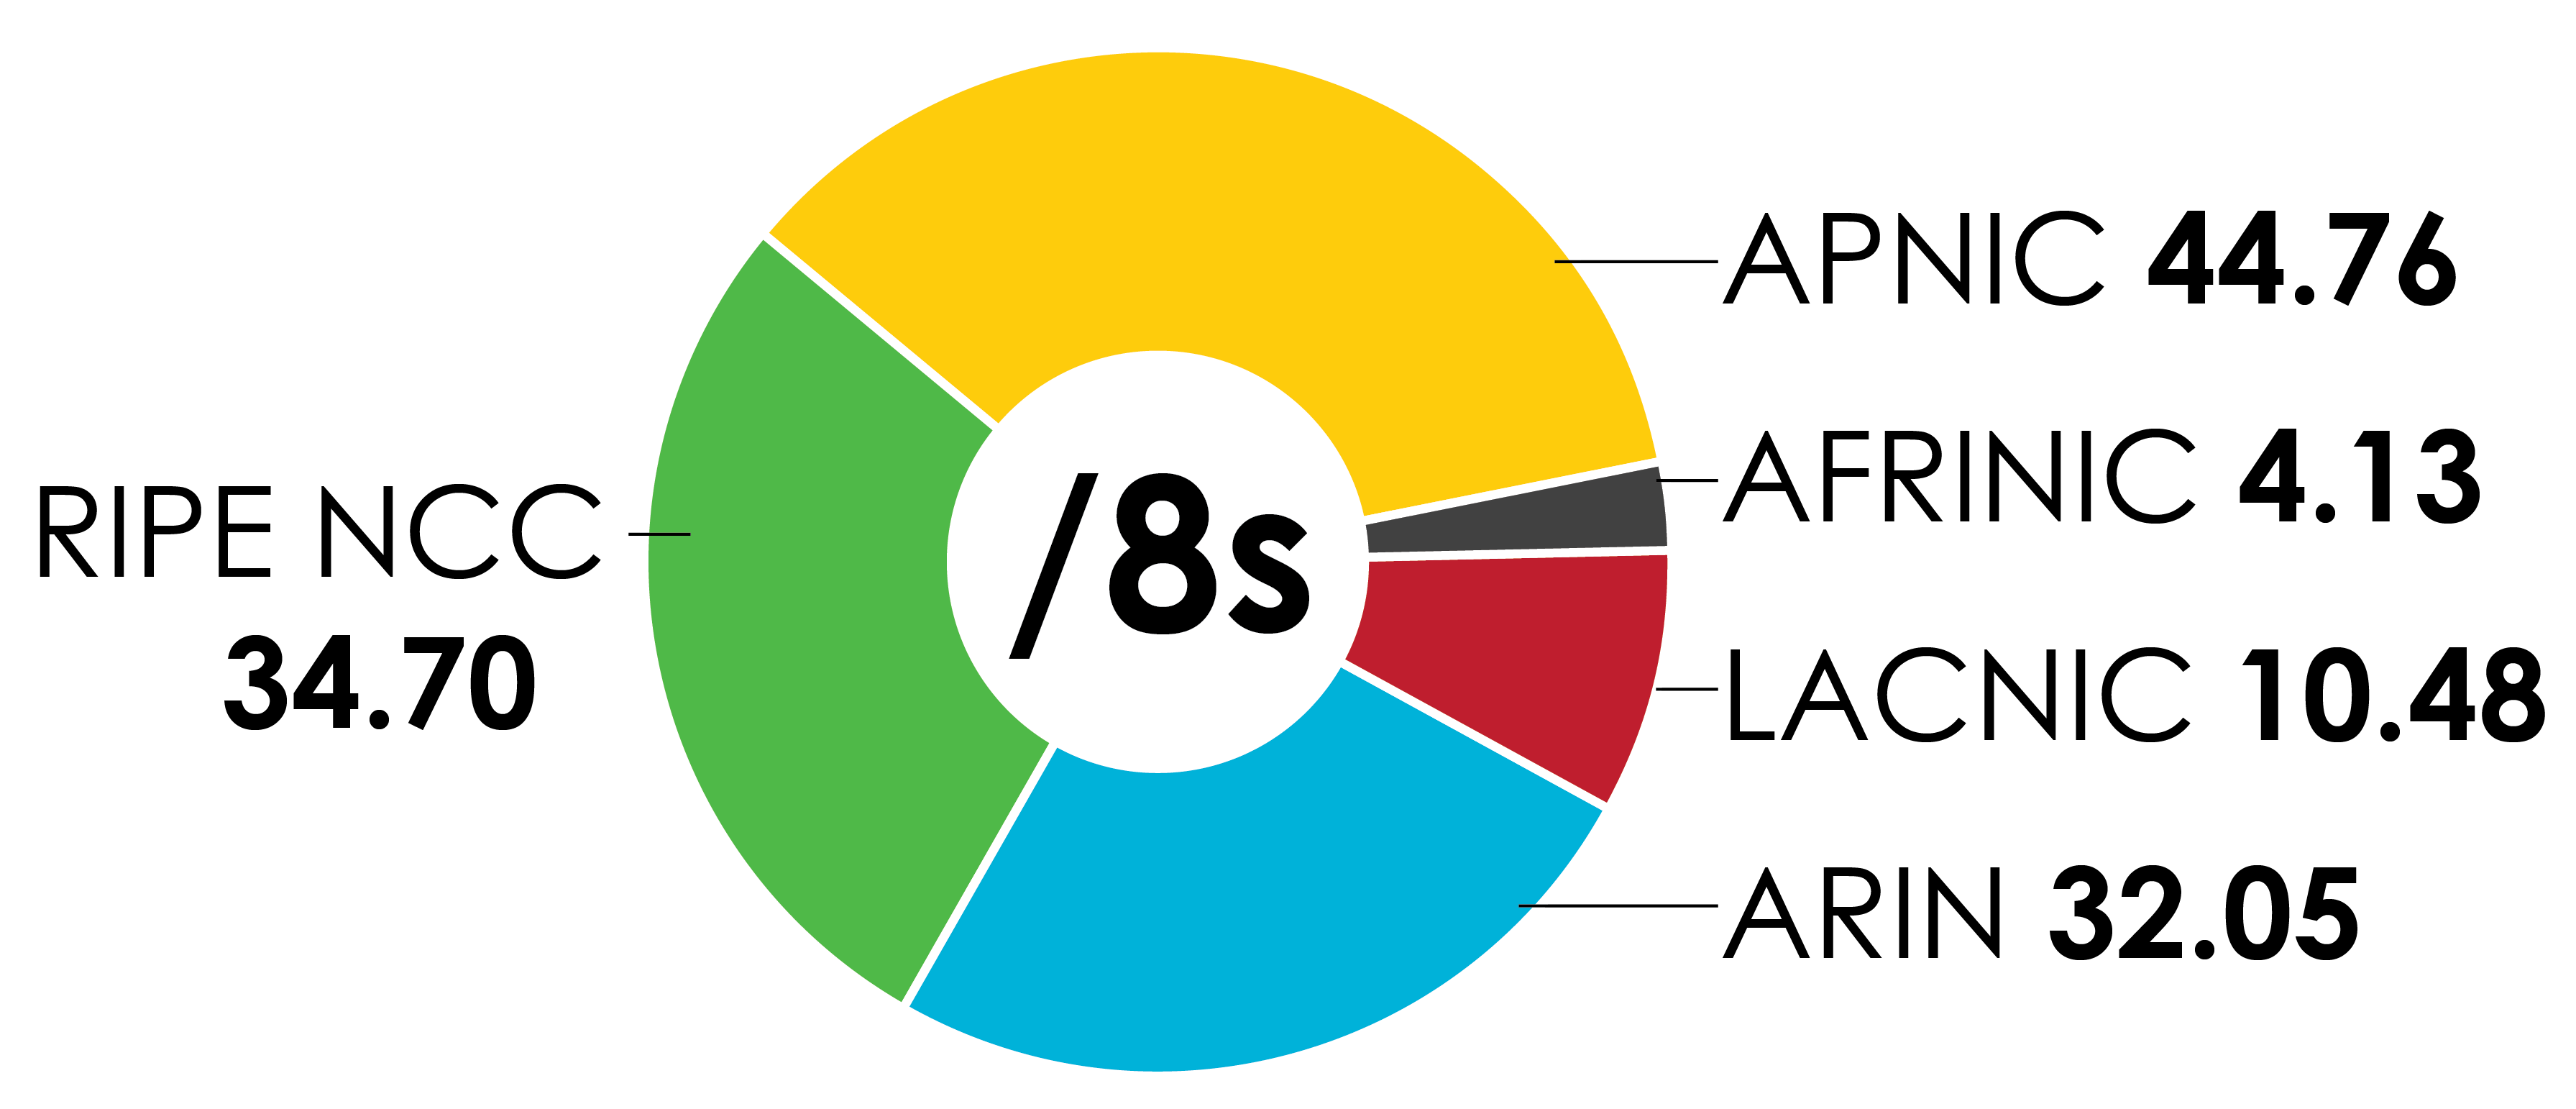 APNIC 44.76
AFRINIC 4.13
RIPE NCC
34.70
/8s
LACNIC 10.48
ARIN 32.05